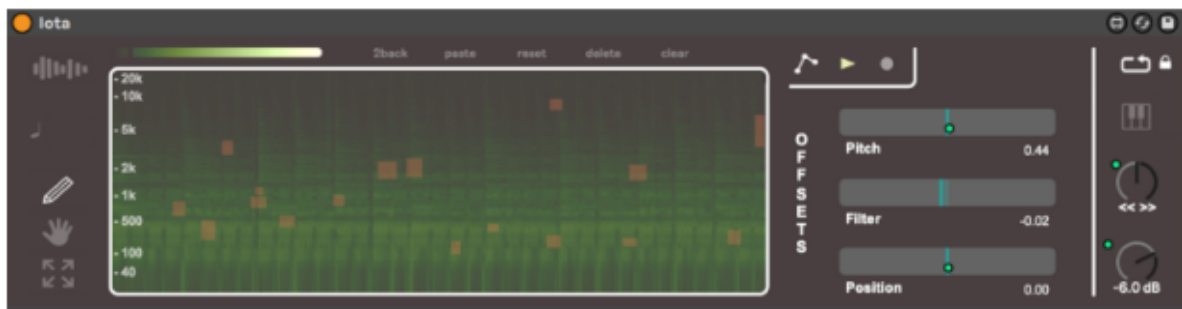 Iota
2back paste reset delete clear
- 20k
- 10k
- 5k
- 2k
- 1k
- 500
- 100
- 40
OFFSETS
Pitch 0.44
Filter -0.02
Position 0.00
<< >>
-6.0 dB